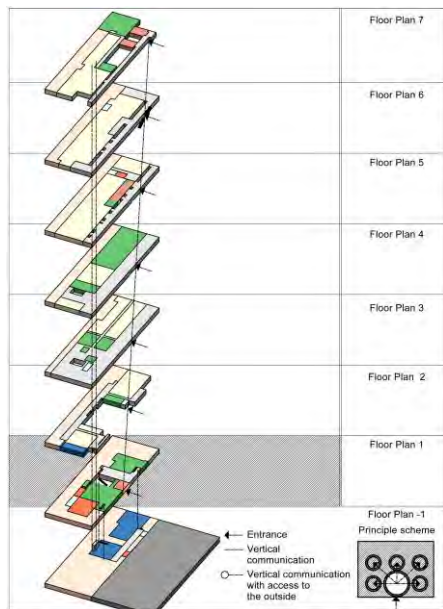 Floor Plan 7
Floor Plan 6
Floor Plan 5
Floor Plan 4
Floor Plan 3
Floor Plan 2
Floor Plan 1
Floor Plan -1
Principle scheme
Entrance
Vertical
communication
Vertical communication
with access to
the outside